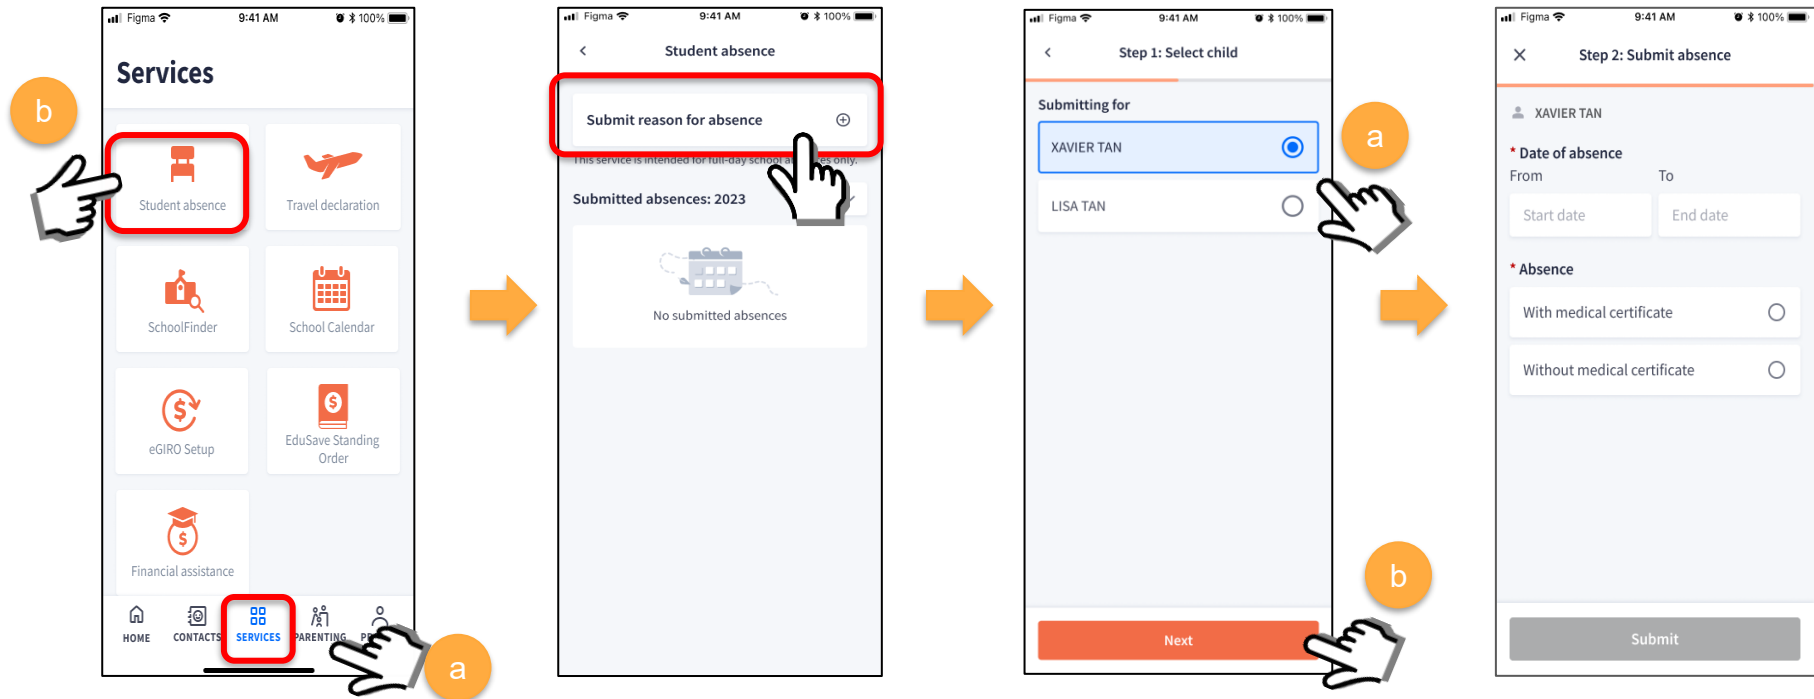 Figma
9:41 AM
100%
Services
b
Student absence
Travel declaration
SchoolFinder
School Calendar
eGIRO Setup
EduSave Standing
Order
Financial assistance
HOME
CONTACTS
SERVICES
PARENTING
a
Figma
9:41 AM
100%
Student absence
Submit reason for absence
This service is intended for full-day school only.
Submitted absences: 2023
No submitted absences
Figma
9:41 AM
100%
Step 1: Select child
Submitting for
XAVIER TAN
a
LISA TAN
b
Next
Figma
9:41 AM
100%
Step 2: Submit absence
XAVIER TAN
* Date of absence
From To
Start date End date
* Absence
With medical certificate
Without medical certificate
Submit